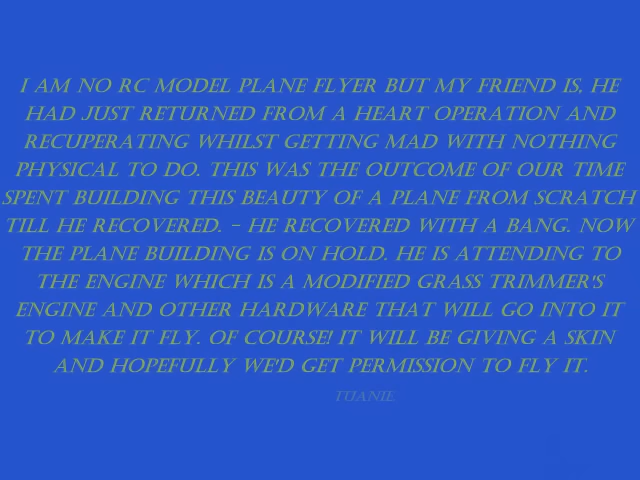 I AM NO RC MODEL PLANE FLYER BUT MY FRIEND IS, HE
HAD JUST RETURNED FROM A HEART OPERATION AND
RECUPERATING WHILST GETTING MAD WITH NOTHING
PHYSICAL TO DO. THIS WAS THE OUTCOME OF OUR TIME
SPENT BUILDING THIS BEAUTY OF A PLANE FROM SCRATCH
TILL HE RECOVERED. - HE RECOVERED WITH A BANG. NOW
THE PLANE BUILDING IS ON HOLD. HE IS ATTENDING TO
THE ENGINE WHICH IS A MODIFIED GRASS TRIMMER'S
ENGINE AND OTHER HARDWARE THAT WILL GO INTO IT
TO MAKE IT FLY. OF COURSE! IT WILL BE GIVING A SKIN
AND HOPEFULLY WE'D GET PERMISSION TO FLY IT.
TUANIE